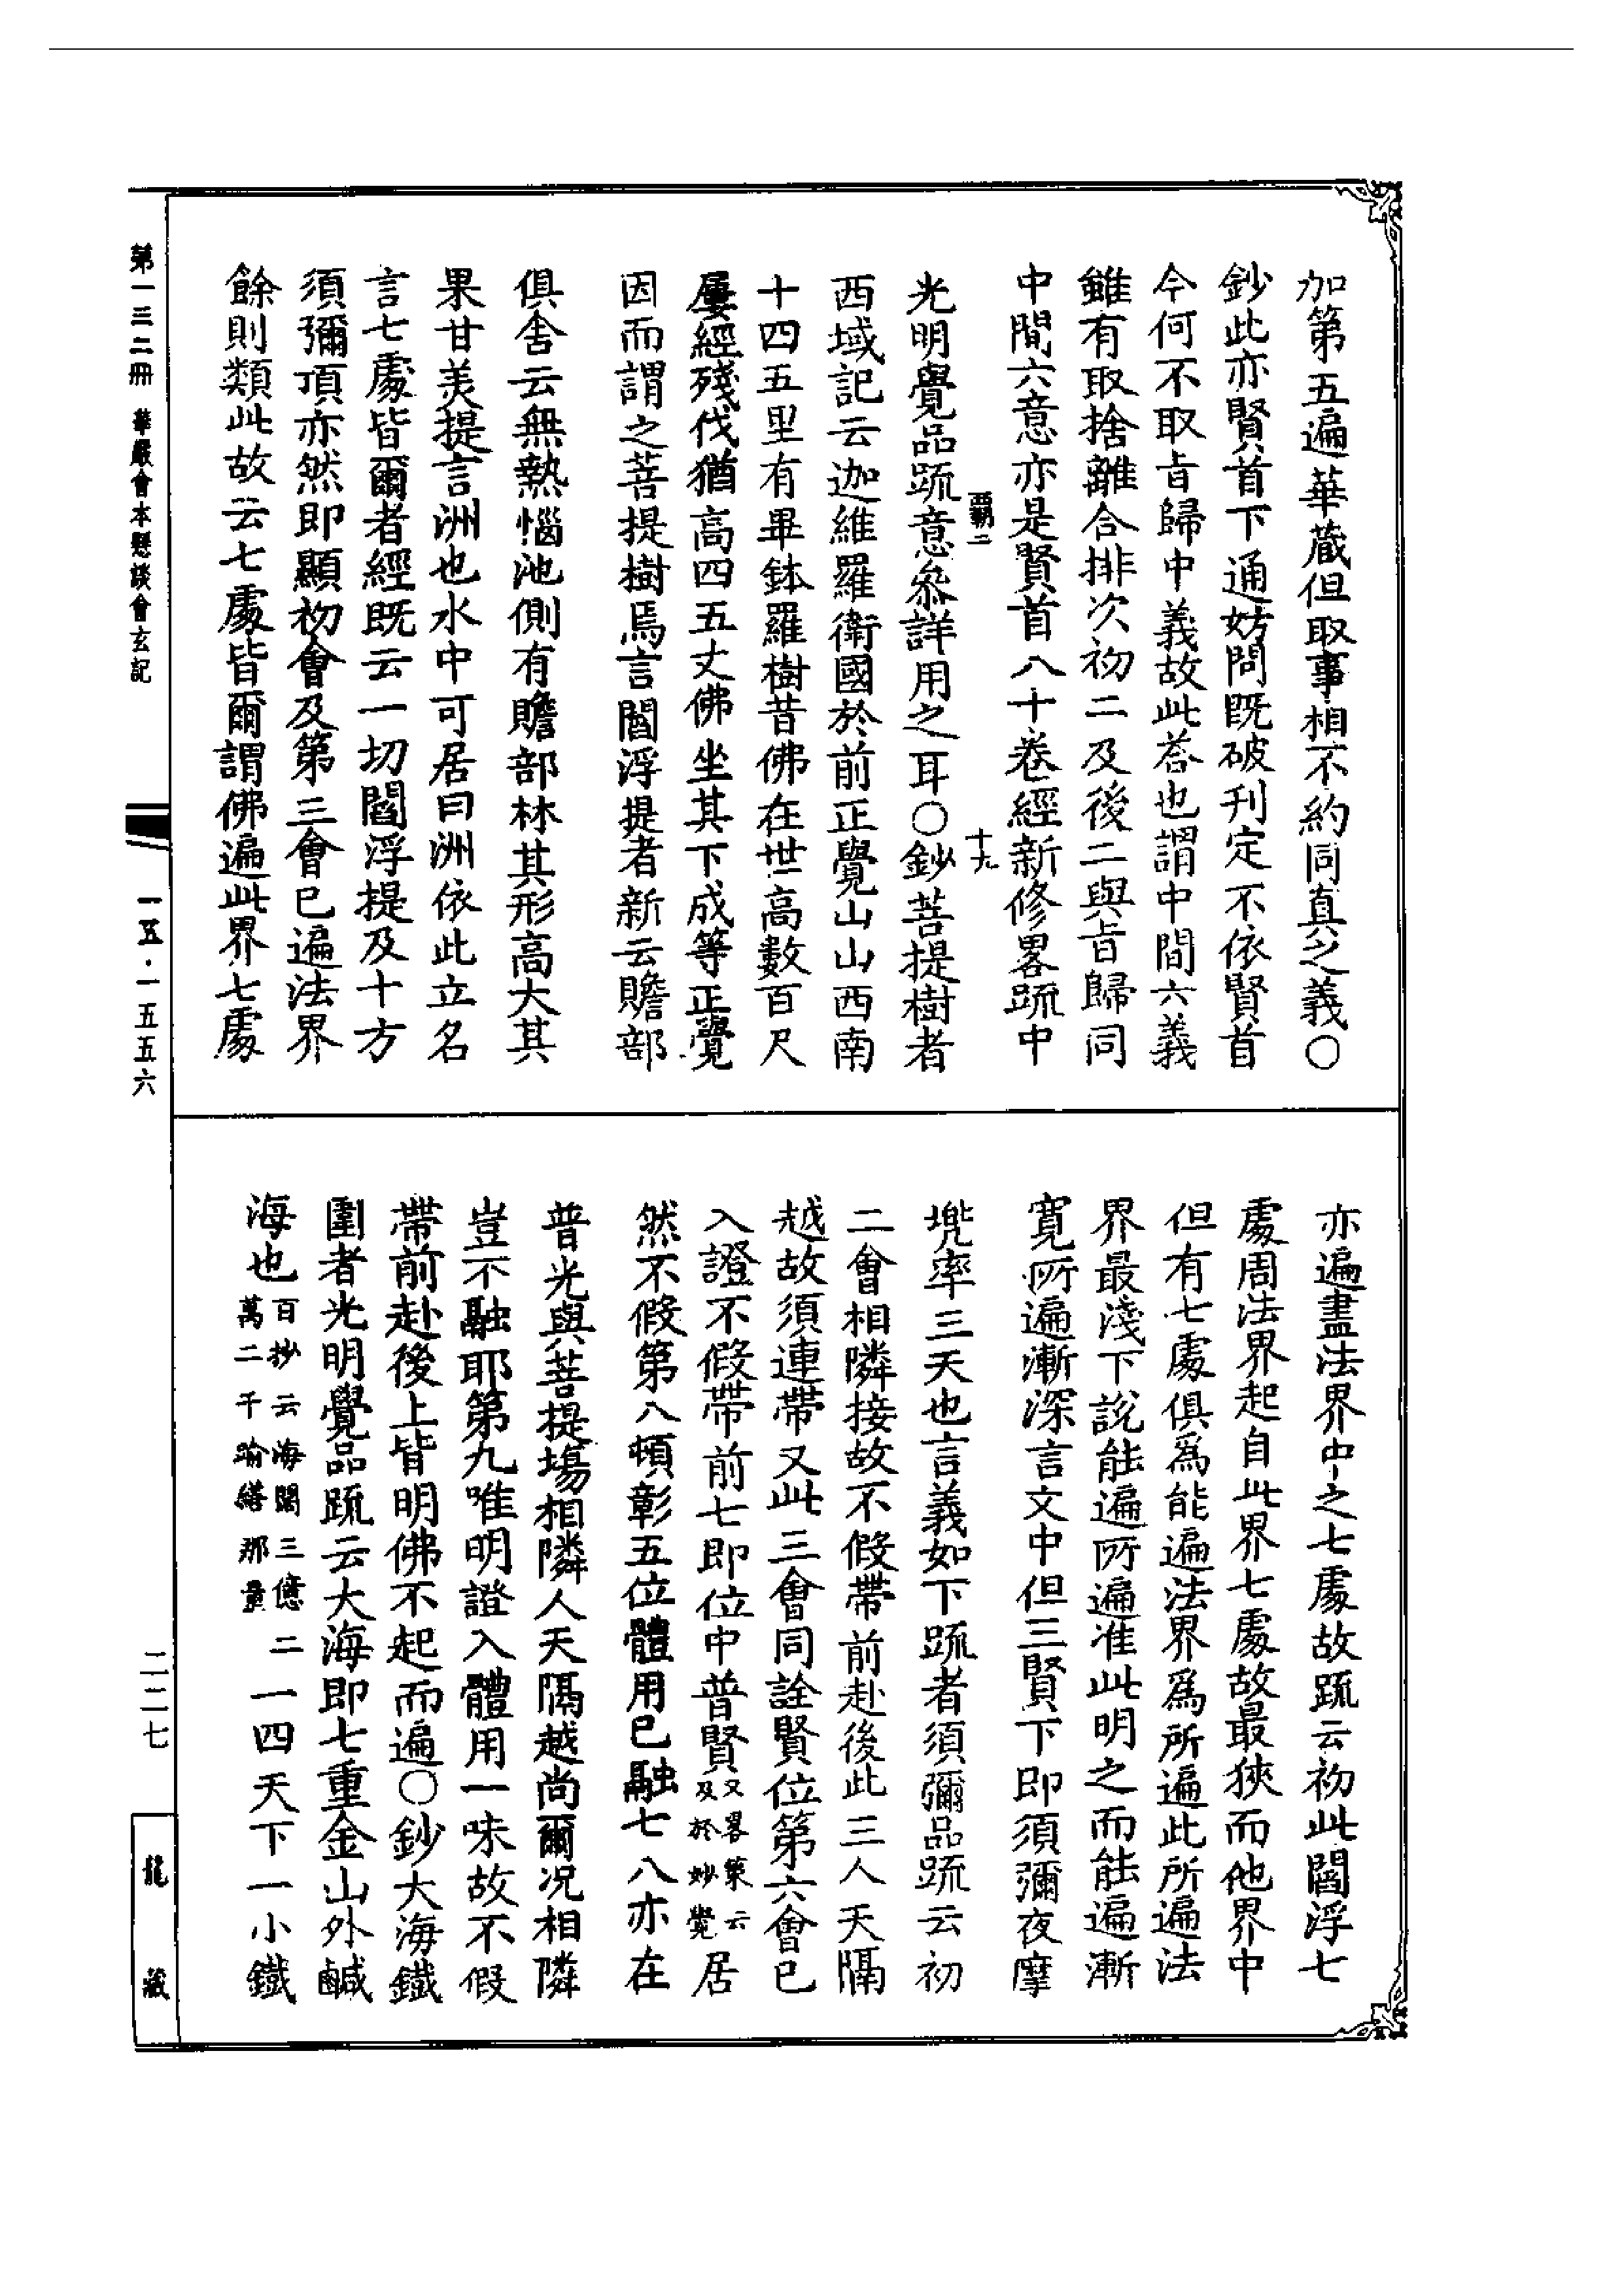 加第五遍華藏但取事相不約同真之義〇
鈔此亦賢首下通妨問既破刊定不依賢首
今何不取旨歸中義故此荅也謂中間六義
雖有取捨離合排次初二及後二與旨歸同
中間六意亦是賢首八十卷經新修畧疏中
十九
光明覺品疏意叅詳用之耳〇鈔菩提樹者
西域記云迦維羅衛國於前正覺山山西南
十四五里有畢鉢羅樹昔佛在世高數百尺
屢經殘伐猶高四五丈佛坐其下成等正覺
因而謂之菩提樹焉言閻浮提者新云贍部
俱舍云無熱惱池側有贍部林其形高大其
果甘美提言洲也水中可居曰洲依此立名
言七處皆爾者經既云一切閻浮提及十方
須彌頂亦然即顯初會及第三會已遍法界
餘則類此故云七處皆爾謂佛遍此界七處
亦遍盡法界中之七處故疏云初此閻浮七
處周法界起自此界七處故最狹而他界中
但有七處俱爲能遍法界爲所遍此所遍法
界最淺下說能遍所遍准此明之而能遍漸
寬所遍漸深言文中但三賢下即須彌夜摩
兠率三天也言義如下疏者須彌品疏云初
二會相隣接故不假帶前赴後此三人天隔
越故須連帶又此三會同詮賢位第六會已
入證不假帶前七即位中普賢又畧策云及於妙覺居
然不假第八頓彰五位體用已融七八亦在
普光與菩提場相隣人天隔越尚爾况相隣
豈不融耶第九唯明證入體用一味故不假
帶前赴後上皆明佛不起而遍〇鈔大海鐵
圍者光明覺品疏云大海即七重金山外鹹
海也百抄云海闊三億二萬二千踰繕那量一四天下一小鐵
第一三二冊 華嚴會本懸談會玄記
一五·一五五六
二二七
龍藏